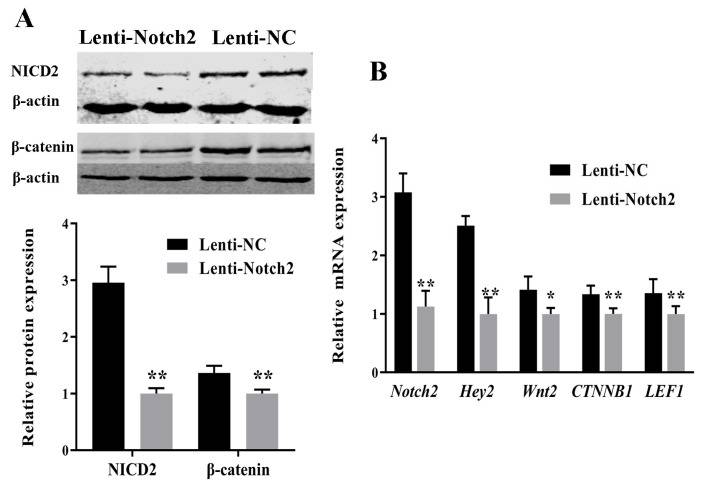 A
Lenti-Notch2 Lenti-NC
NICD2
β-actin
β-catenin
β-actin
Relative protein expression
4
3
2
1
0
Lenti-NC
Lenti-Notch2
**
**
NICD2 β-catenin
B
Relative mRNA expression
4
3
2
1
0
Lenti-NC
Lenti-Notch2
** ** * ** **
Notch2 Hey2 Wnt2 CTNNB1 LEF1